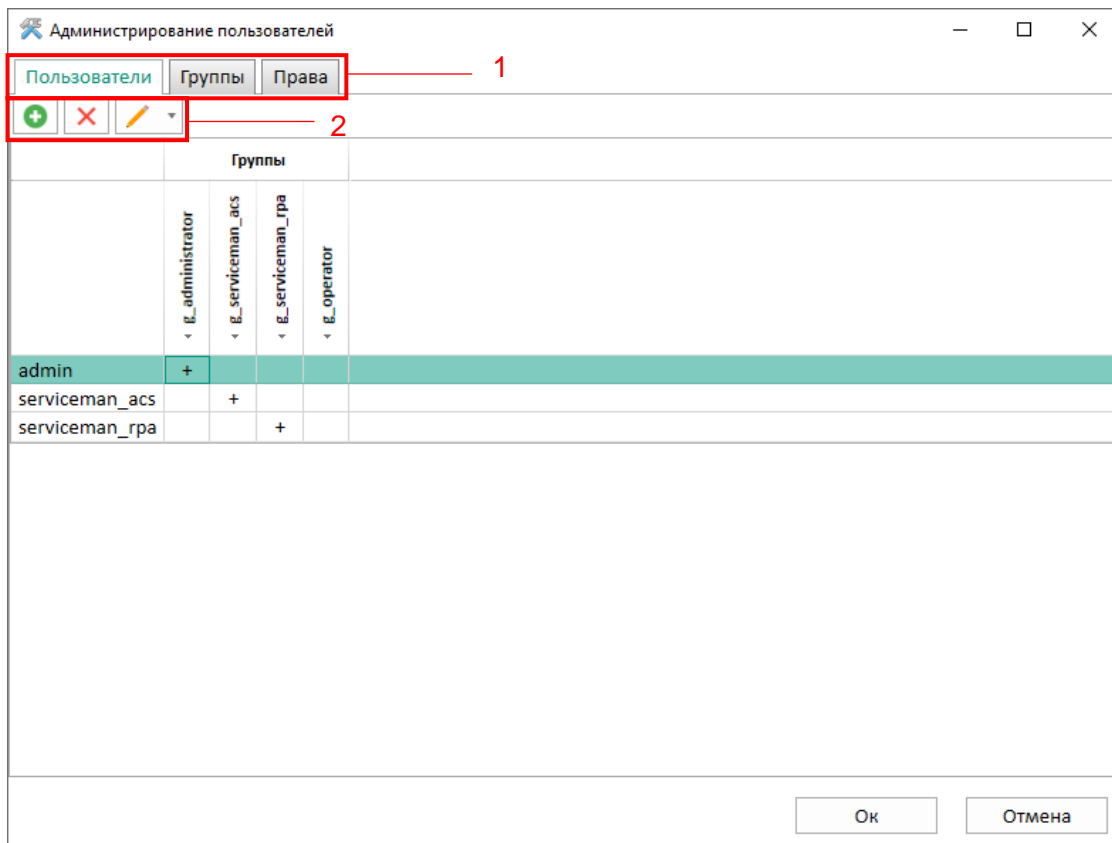 Администрирование пользователей
Пользователи Группы Права 1
2
Группы
g_administrator g_serviceman_acs g_serviceman_rpa g_operator
admin +
serviceman_acs +
serviceman_rpa +
Ок Отмена